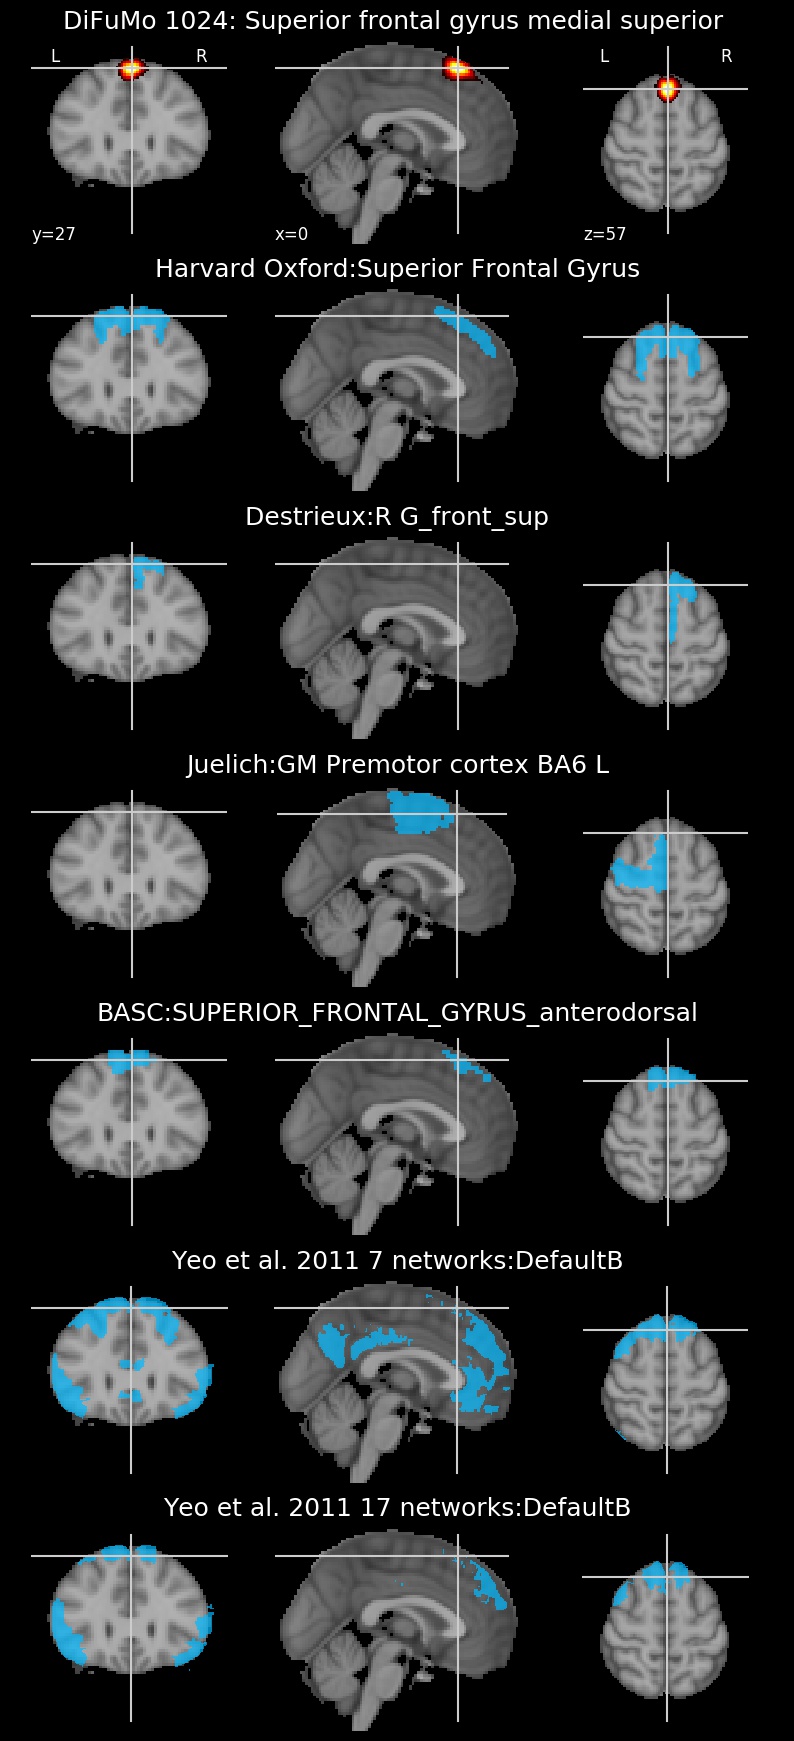 DiFuMo 1024: Superior frontal gyrus medial superior
L R L R
y=27 x=0 z=57
Harvard Oxford:Superior Frontal Gyrus
Destrieux:R G_front_sup
Juelich:GM Premotor cortex BA6 L
BASC:SUPERIOR_FRONTAL_GYRUS_anterodorsal
Yeo et al. 2011 7 networks:DefaultB
Yeo et al. 2011 17 networks:DefaultB